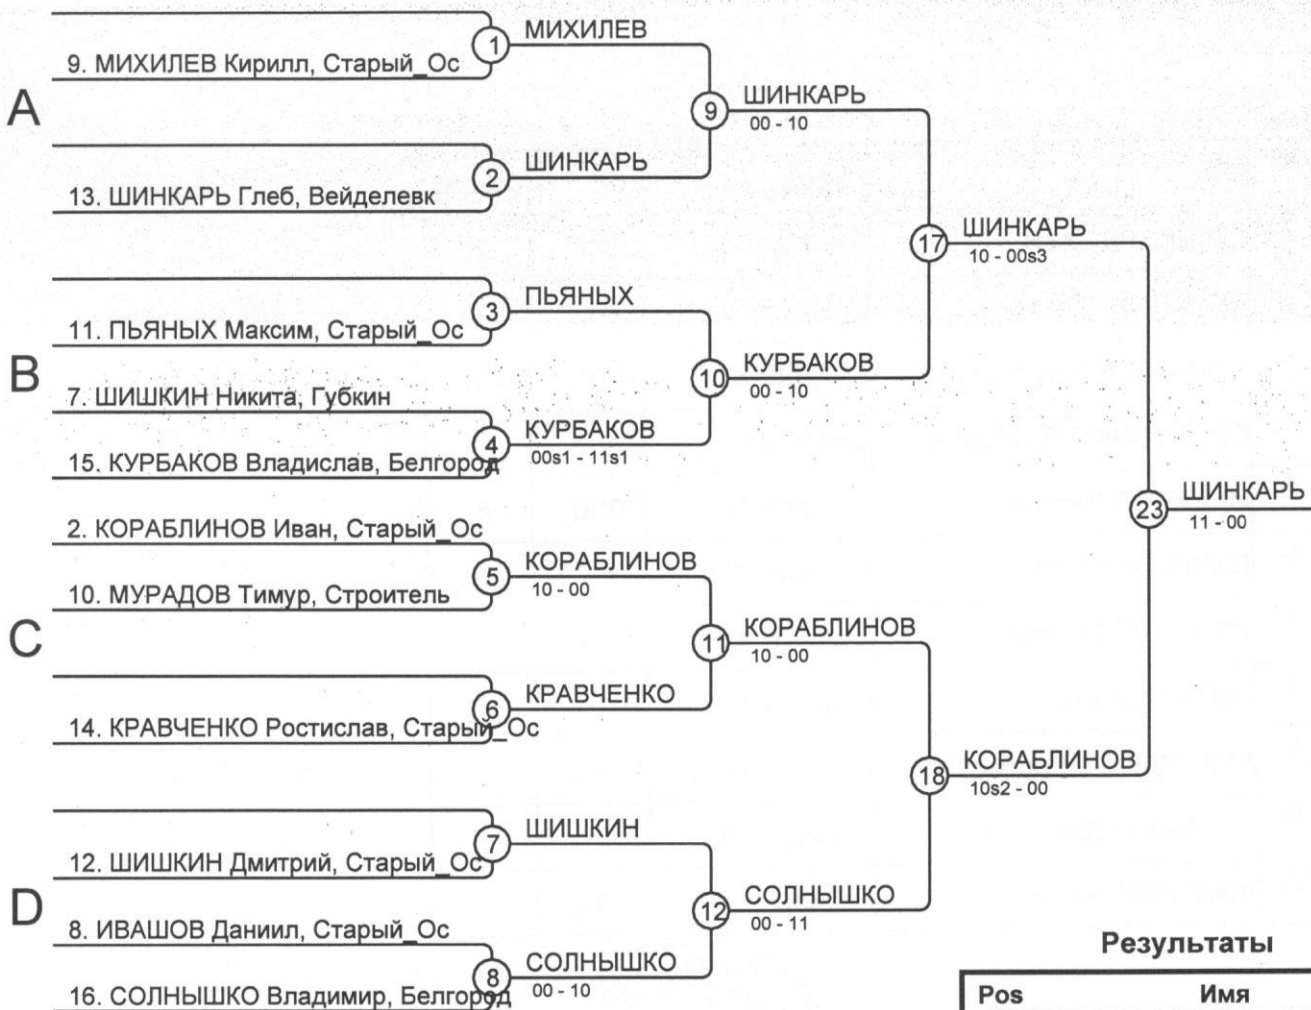 МИХИЛЕВ
1
9. МИХИЛЕВ Кирилл, Старый_Ос
A
ШИНКАРЬ
9
00 - 10
ШИНКАРЬ
2
13. ШИНКАРЬ Глеб, Вейделевк
ШИНКАРЬ
17
10 - 00s3
ПЬЯНЫХ
3
11. ПЬЯНЫХ Максим, Старый_Ос
B
КУРБАКОВ
10
00 - 10
7. ШИШКИН Никита, Губкин
КУРБАКОВ
4
00s1 - 11s1
15. КУРБАКОВ Владислав, Белгород
ШИНКАРЬ
23
11 - 00
2. КОРАБЛИНОВ Иван, Старый_Ос
КОРАБЛИНОВ
5
10 - 00
10. МУРАДОВ Тимур, Строитель
C
КОРАБЛИНОВ
11
10 - 00
КРАВЧЕНКО
6
14. КРАВЧЕНКО Ростислав, Старый_Ос
КОРАБЛИНОВ
18
10s2 - 00
ШИШКИН
7
12. ШИШКИН Дмитрий, Старый_Ос
D
СОЛНЫШКО
12
00 - 11
8. ИВАШОВ Даниил, Старый_Ос
СОЛНЫШКО
8
00 - 10
16. СОЛНЫШКО Владимир, Белгород
Результаты
Pos Имя